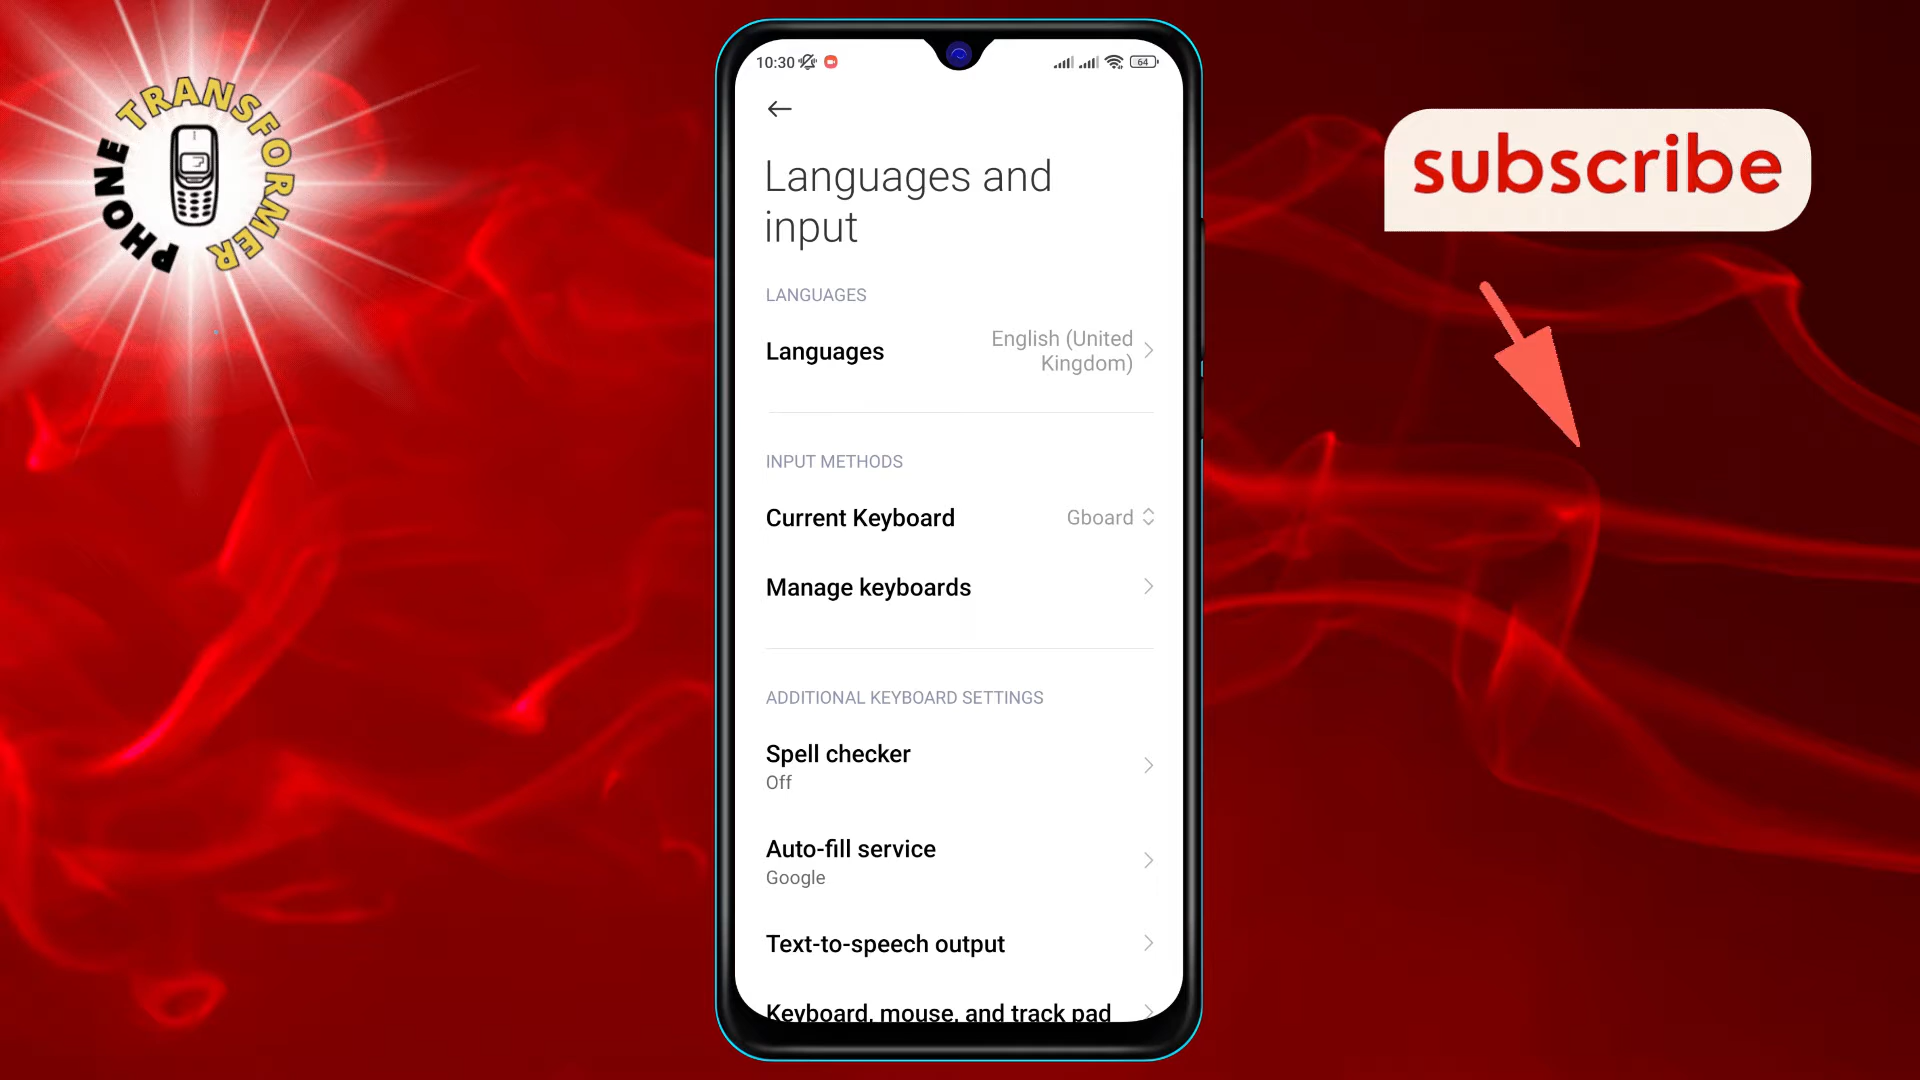 PHONE TRANSFORMER
10:30
64
Languages and
input
LANGUAGES
Languages
English (United
Kingdom)
INPUT METHODS
Current Keyboard
Gboard
Manage keyboards
ADDITIONAL KEYBOARD SETTINGS
Spell checker
Off
Auto-fill service
Google
Text-to-speech output
Keyboard, mouse, and track pad
subscribe